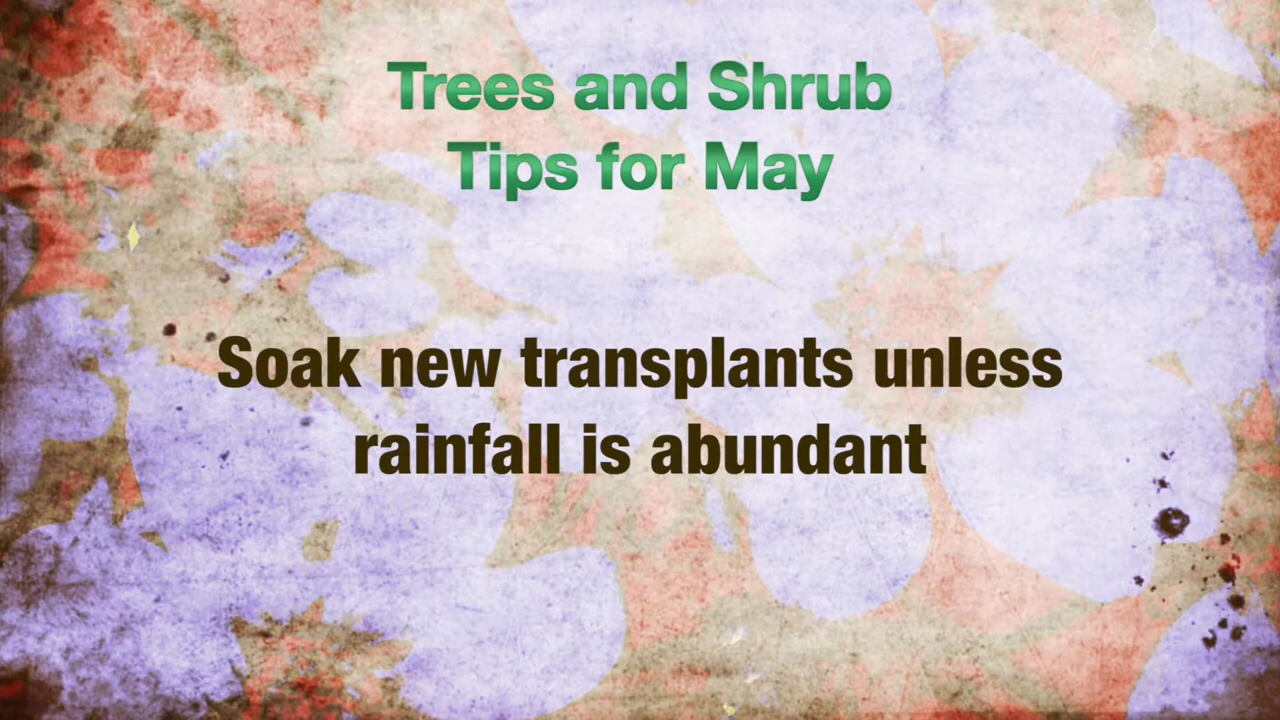 Trees and Shrub
Tips for May
Soak new transplants unless
rainfall is abundant